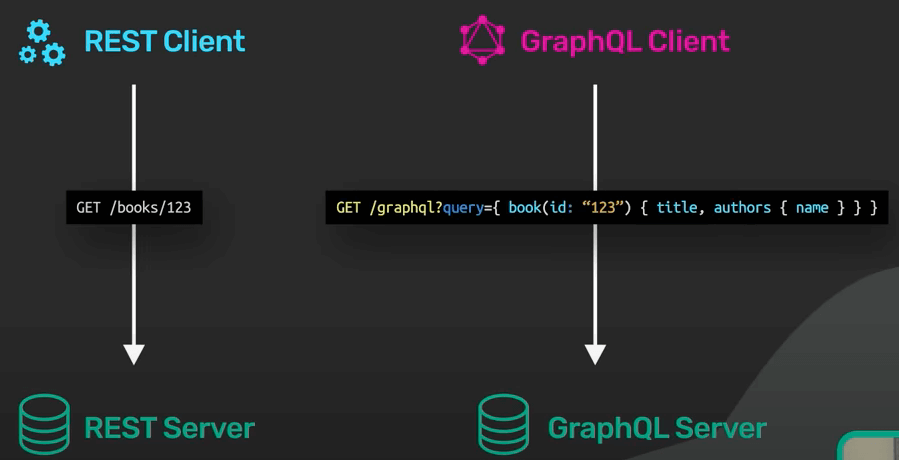 REST Client
GraphQL Client
GET /books/123
GET /graphql?query={ book(id: “123”) { title, authors { name } } }
REST Server
GraphQL Server